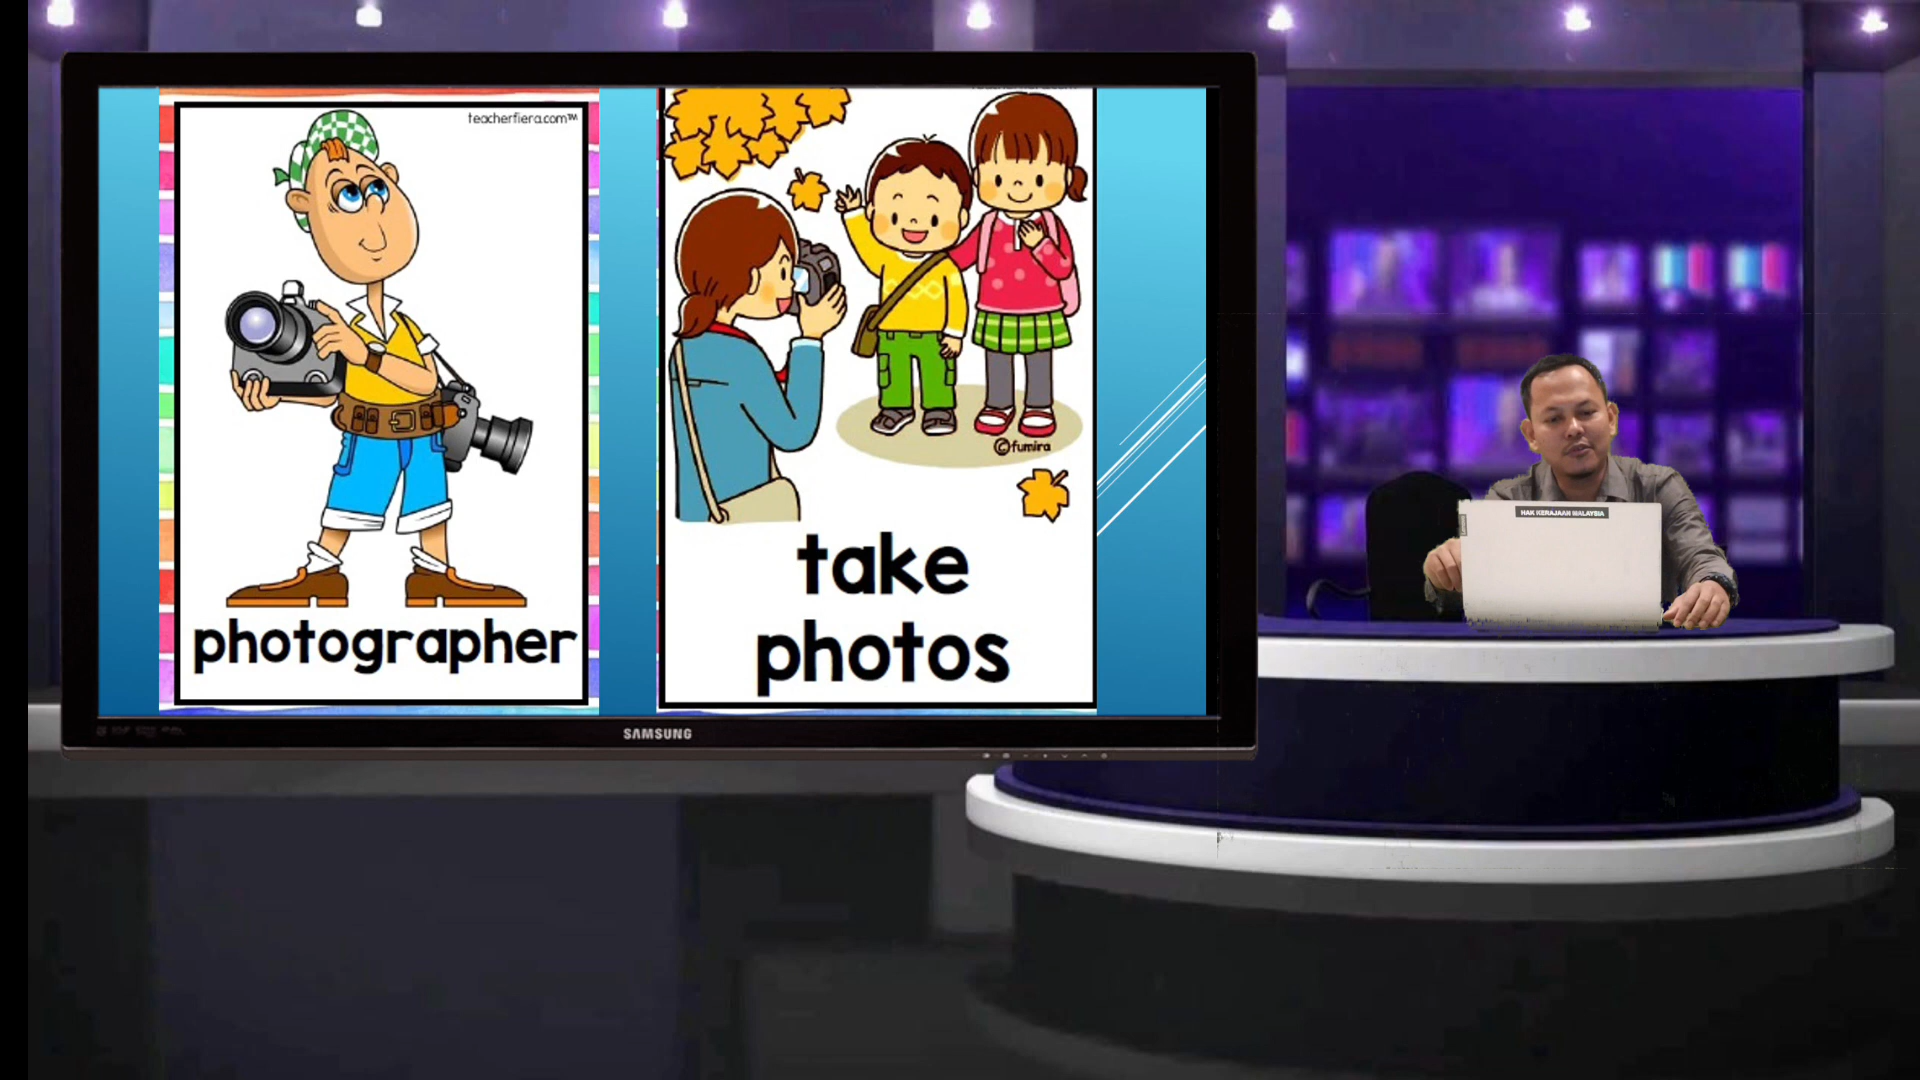 teacherfiera.com™
photographer
©fumira
take
photos
SAMSUNG
HAK KERAJAAN MALAYSIA